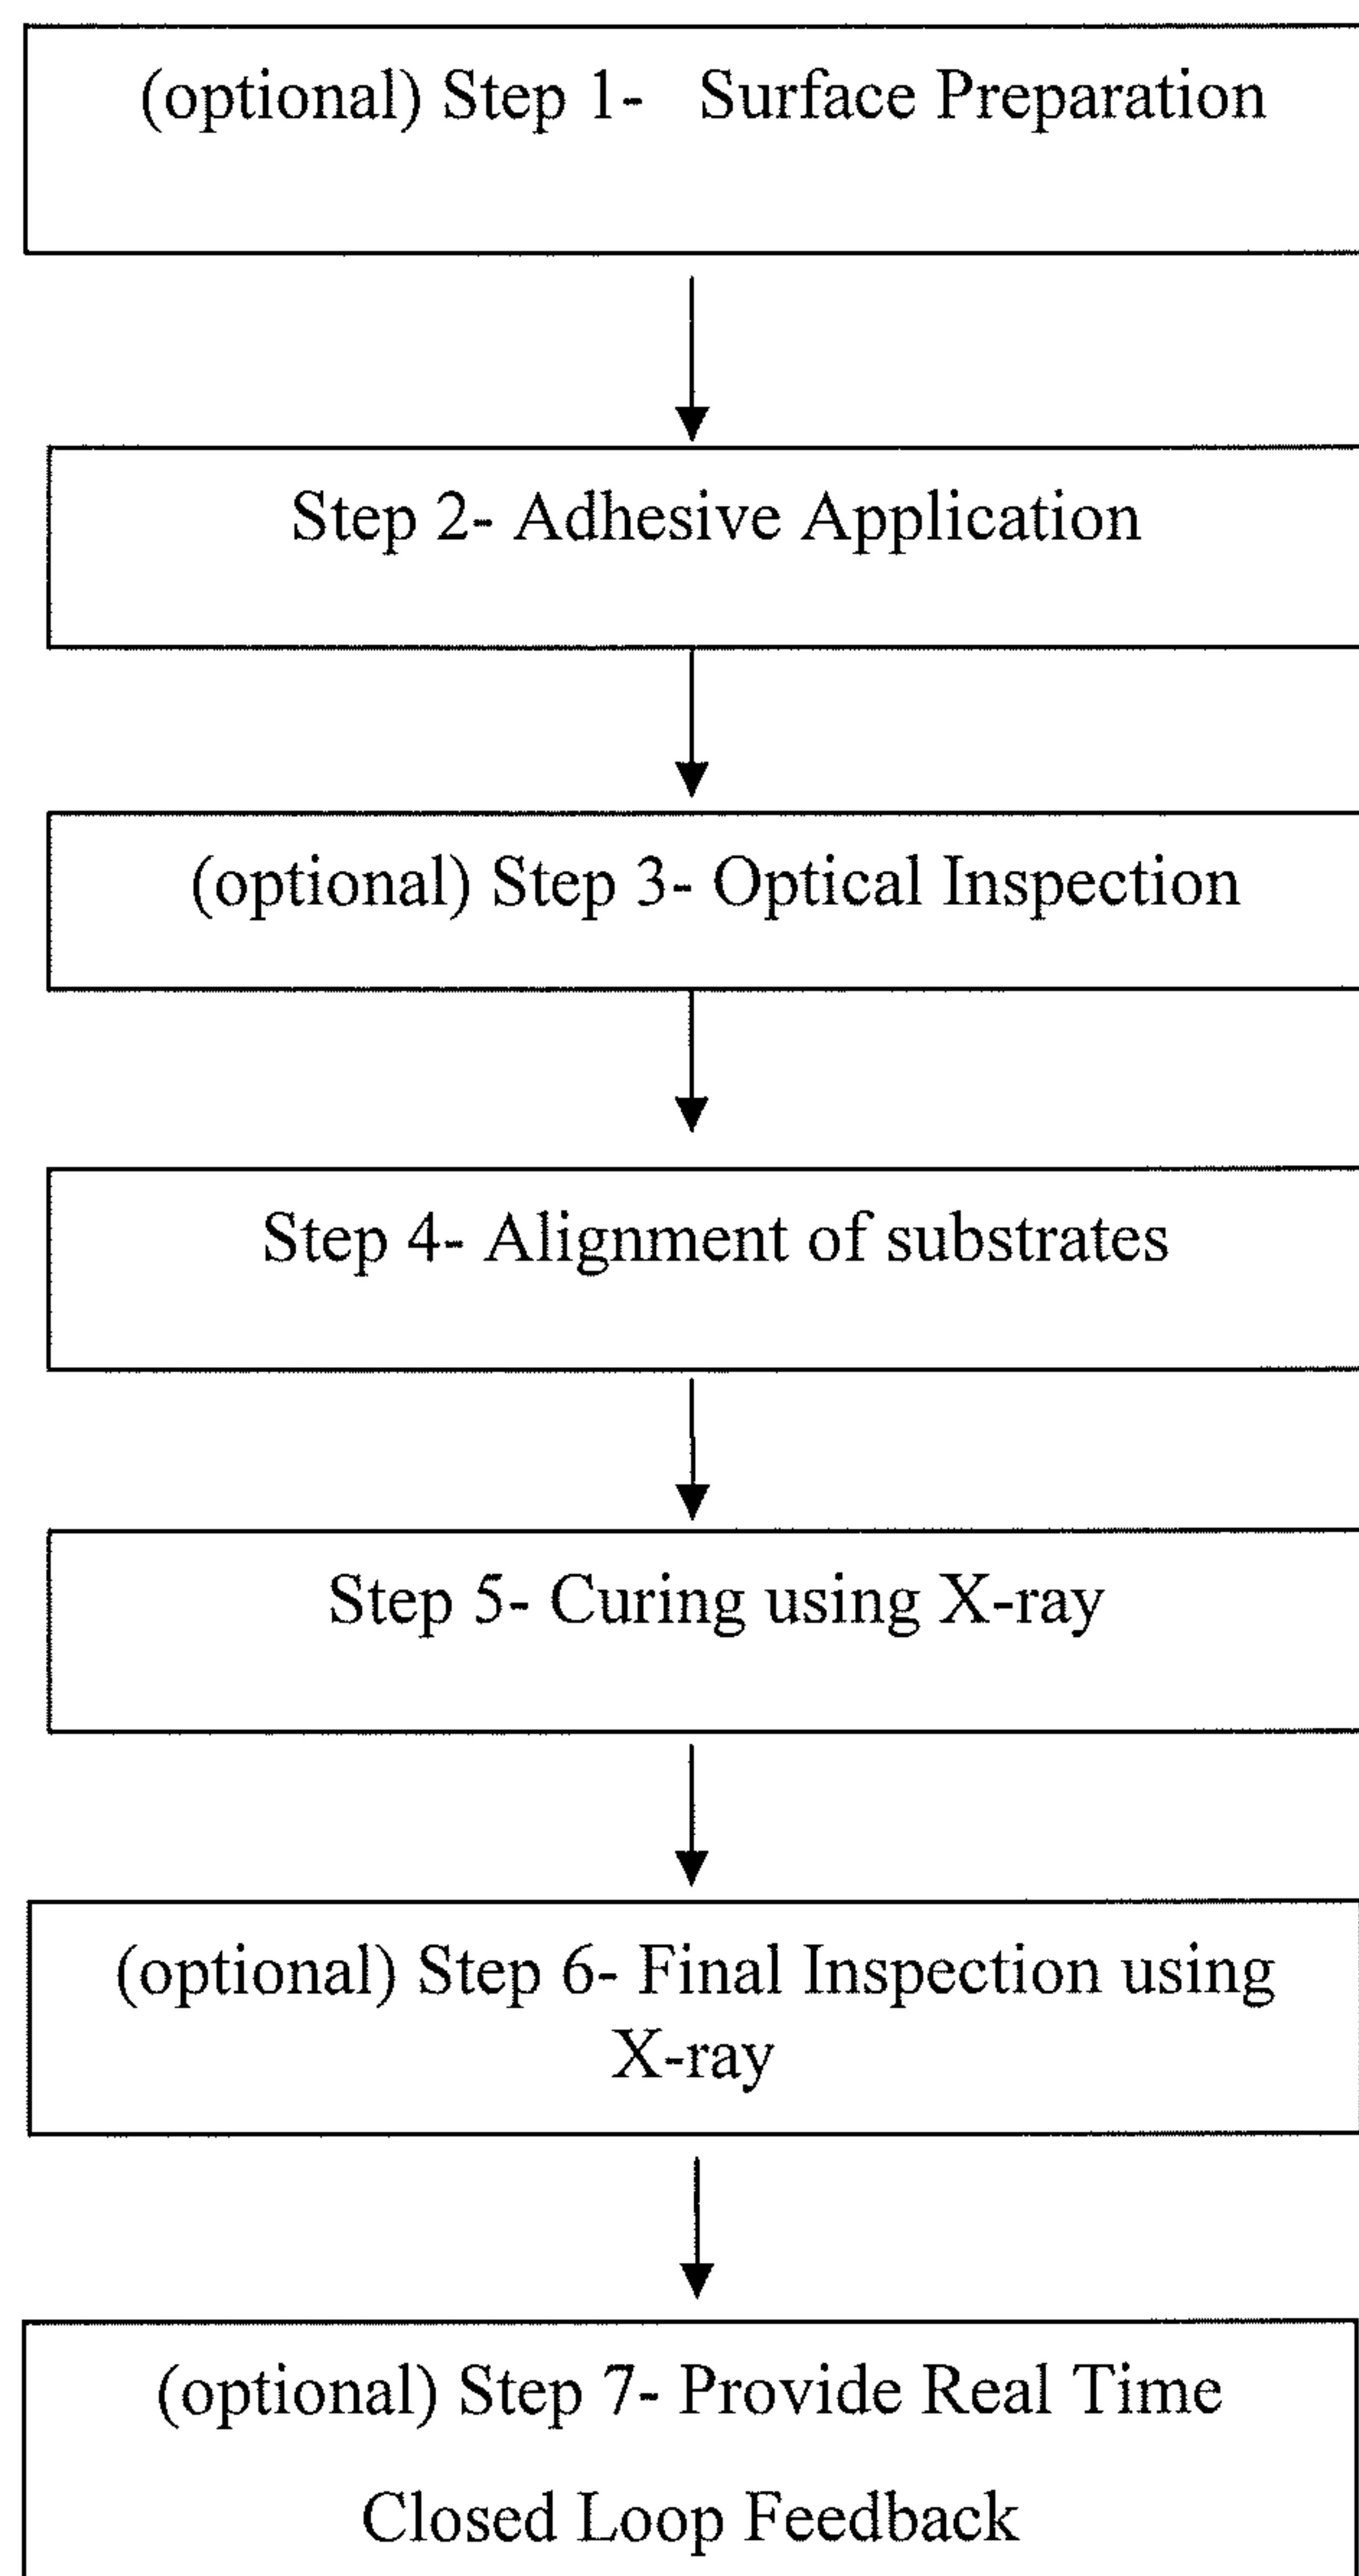 (optional) Step 1- Surface Preparation
Step 2- Adhesive Application
(optional) Step 3- Optical Inspection
Step 4- Alignment of substrates
Step 5- Curing using X-ray
(optional) Step 6- Final Inspection using
X-ray
(optional) Step 7- Provide Real Time
Closed Loop Feedback